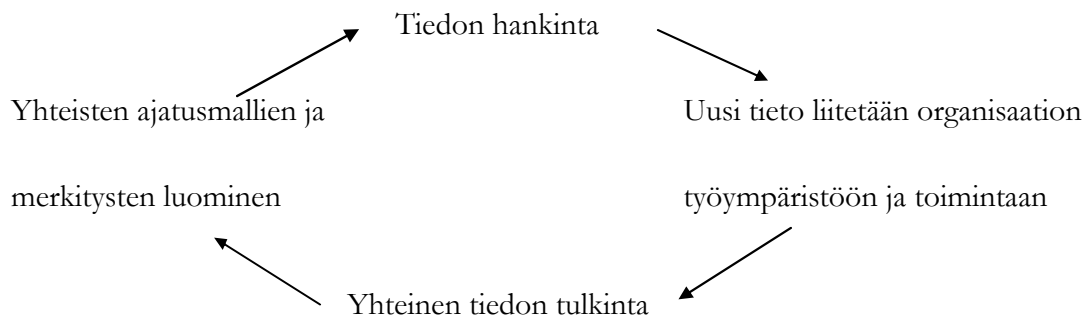 Tiedon hankinta
Yhteisten ajatusmallien ja
merkitysten luominen
Uusi tieto liitetään organisaation
työympäristöön ja toimintaan
Yhteinen tiedon tulkinta